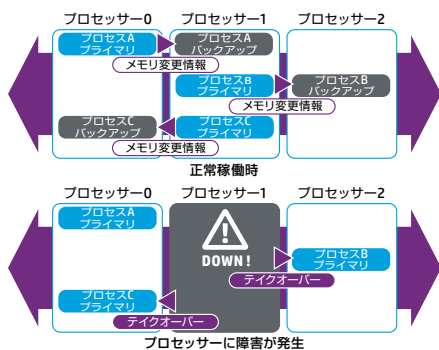 プロセッサー0 プロセッサー1 プロセッサー2
プロセスA
プライマリ
プロセスA
バックアップ
メモリ変更情報
プロセスB
プライマリ
プロセスB
バックアップ
メモリ変更情報
プロセスC
バックアップ
プロセスC
プライマリ
メモリ変更情報
正常稼働時
プロセッサー0 プロセッサー1 プロセッサー2
プロセスA
プライマリ
DOWN!
プロセスB
プライマリ
テイクオーバー
プロセスC
プライマリ
テイクオーバー
プロセッサーに障害が発生